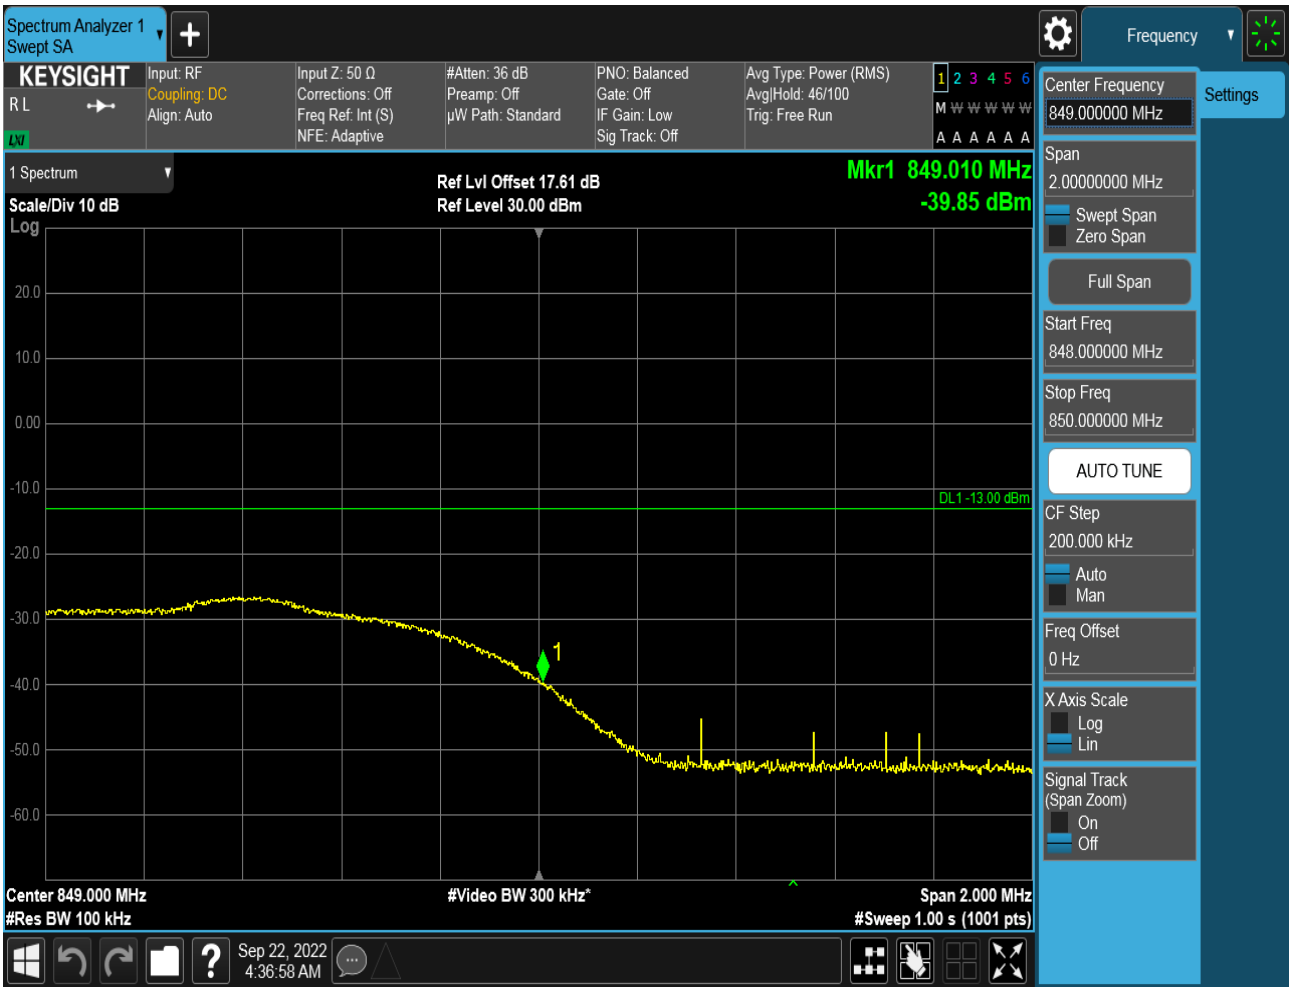 Spectrum Analyzer 1
Swept SA
Frequency
KEYSIGHT
R L
LXI
Input: RF
Coupling: DC
Align: Auto
Input Z: 50 Ω
Corrections: Off
Freq Ref: Int (S)
NFE: Adaptive
#Atten: 36 dB
Preamp: Off
µW Path: Standard
PNO: Balanced
Gate: Off
IF Gain: Low
Sig Track: Off
Avg Type: Power (RMS)
Avg|Hold: 46/100
Trig: Free Run
1 2 3 4 5 6
M W W W W W
A A A A A A
1 Spectrum
Scale/Div 10 dB
Log
Ref Lvl Offset 17.61 dB
Ref Level 30.00 dBm
Mkr1 849.010 MHz
-39.85 dBm
20.0
10.0
0.00
-10.0
DL1 -13.00 dBm
-20.0
-30.0
1
-40.0
-50.0
-60.0
Center 849.000 MHz
#Res BW 100 kHz
#Video BW 300 kHz*
Span 2.000 MHz
#Sweep 1.00 s (1001 pts)
Center Frequency
849.000000 MHz
Settings
Span
2.00000000 MHz
Swept Span
Zero Span
Full Span
Start Freq
848.000000 MHz
Stop Freq
850.000000 MHz
AUTO TUNE
CF Step
200.000 kHz
Auto
Man
Freq Offset
0 Hz
X Axis Scale
Log
Lin
Signal Track
(Span Zoom)
On
Off
?
Sep 22, 2022
4:36:58 AM